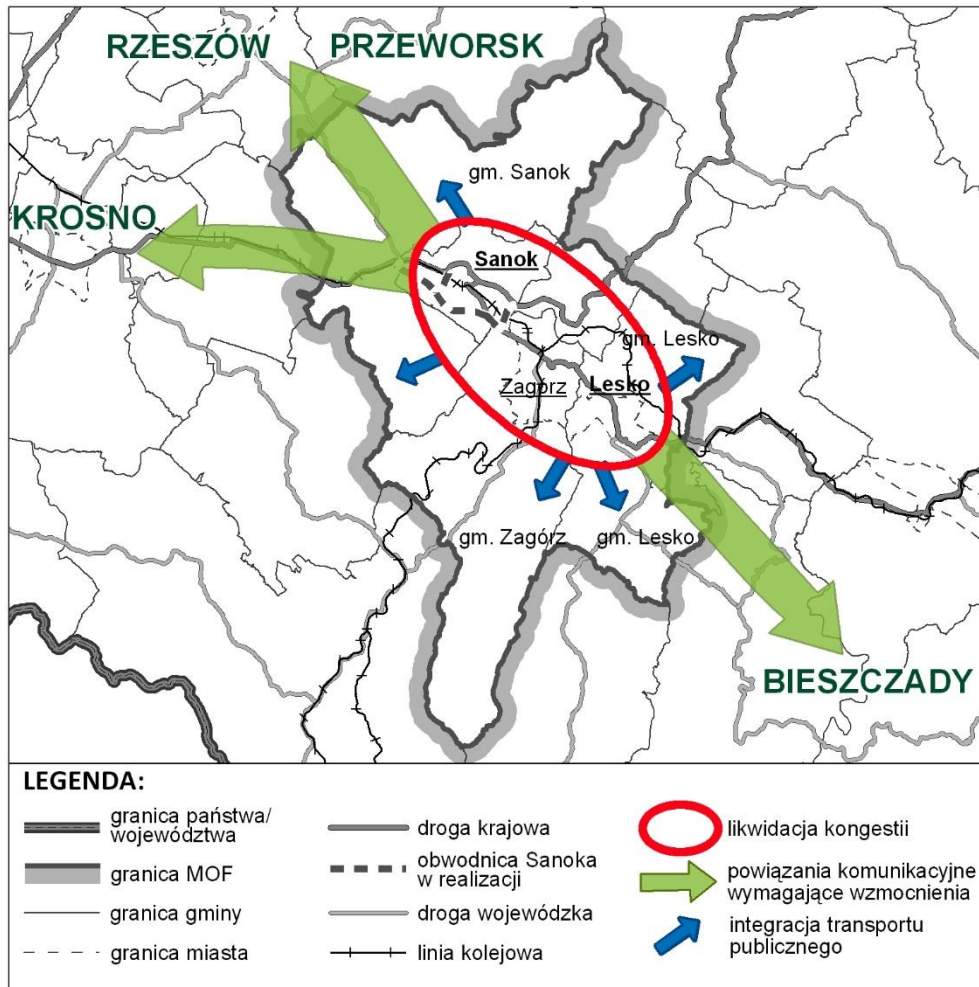 RZESZÓW PRZEWORSK
gm. Sanok
KROSNO
Sanok
gm. Lesko
Zagórz Lesko
gm. Zagórz gm. Lesko
BIESZCZADY
LEGENDA:
granica państwa/
województwa
granica MOF
granica gminy
granica miasta
droga krajowa
obwodnica Sanoka
w realizacji
droga wojewódzka
linia kolejowa
likwidacja kongestii
powiązania komunikacyjne
wymagające wzmocnienia
integracja transportu
publicznego